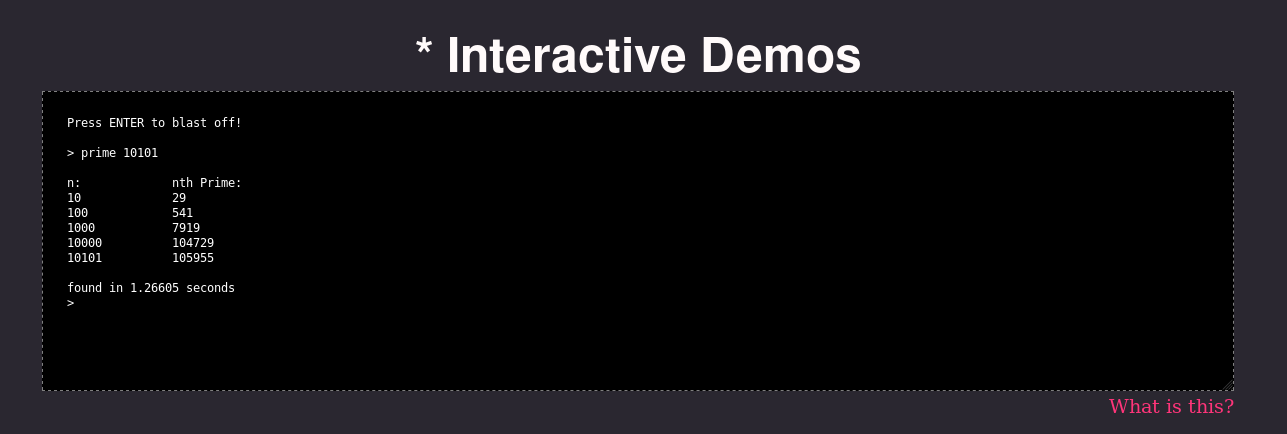 * Interactive Demos
Press ENTER to blast off!
> prime 10101
n: nth Prime:
10 29
100 541
1000 7919
10000 104729
10101 105955
found in 1.26605 seconds
>
What is this?